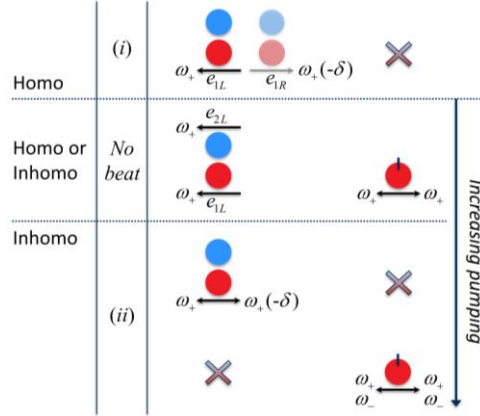 (i)
ω₊ e₁L e₁R ω₊(-δ)
Homo
e₂L
ω₊
Homo or
Inhomo
No
beat
ω₊ e₁L
ω₊ ω₊
Inhomo
ω₊ ω₊(-δ)
(ii)
ω₊ ω₊
ω₋ ω₋
Increasing pumping